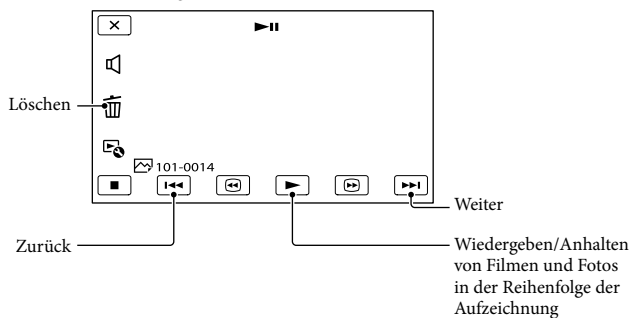 Löschen
101-0014
Weiter
Zurück
Wiedergeben/Anhalten
von Filmen und Fotos
in der Reihenfolge der
Aufzeichnung